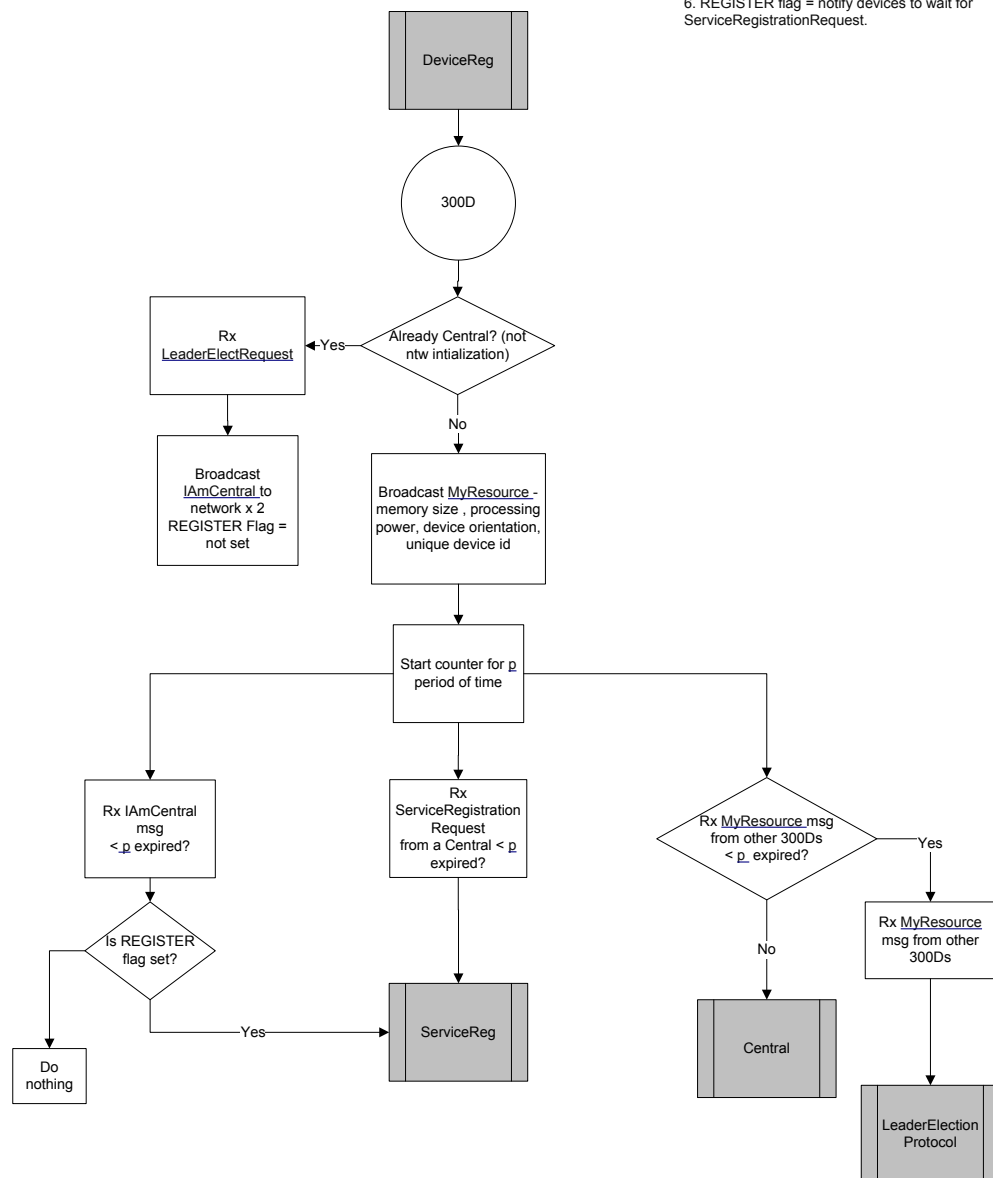 6. REGISTER flag = notify devices to wait for
ServiceRegistrationRequest.
DeviceReg
300D
Already Central? (not
ntw intialization)
Yes
Rx
LeaderElectRequest
No
Broadcast
IAmCentral to
network x 2
REGISTER Flag =
not set
Broadcast MyResource -
memory size , processing
power, device orientation,
unique device id
Start counter for p
period of time
Rx IAmCentral
msg
< p expired?
Rx
ServiceRegistration
Request
from a Central < p
expired?
Rx MyResource msg
from other 300Ds
< p expired?
Yes
Rx MyResource
msg from other
300Ds
Is REGISTER
flag set?
No
Yes
ServiceReg
Central
Do
nothing
LeaderElection
Protocol